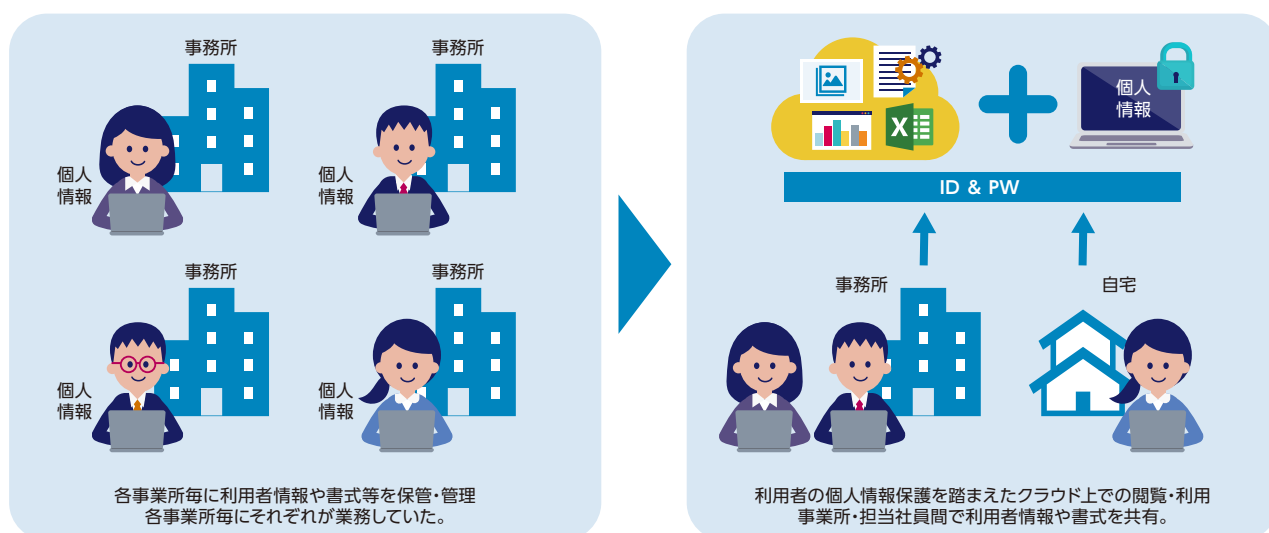 事務所
個人
情報
事務所
個人
情報
事務所
個人
情報
事務所
個人
情報
各事業所毎に利用者情報や書式等を保管・管理
各事業所毎にそれぞれが業務していた。
X
個人
情報
ID & PW
事務所
自宅
利用者の個人情報保護を踏まえたクラウド上での閲覧・利用
事業所・担当社員間で利用者情報や書式を共有。